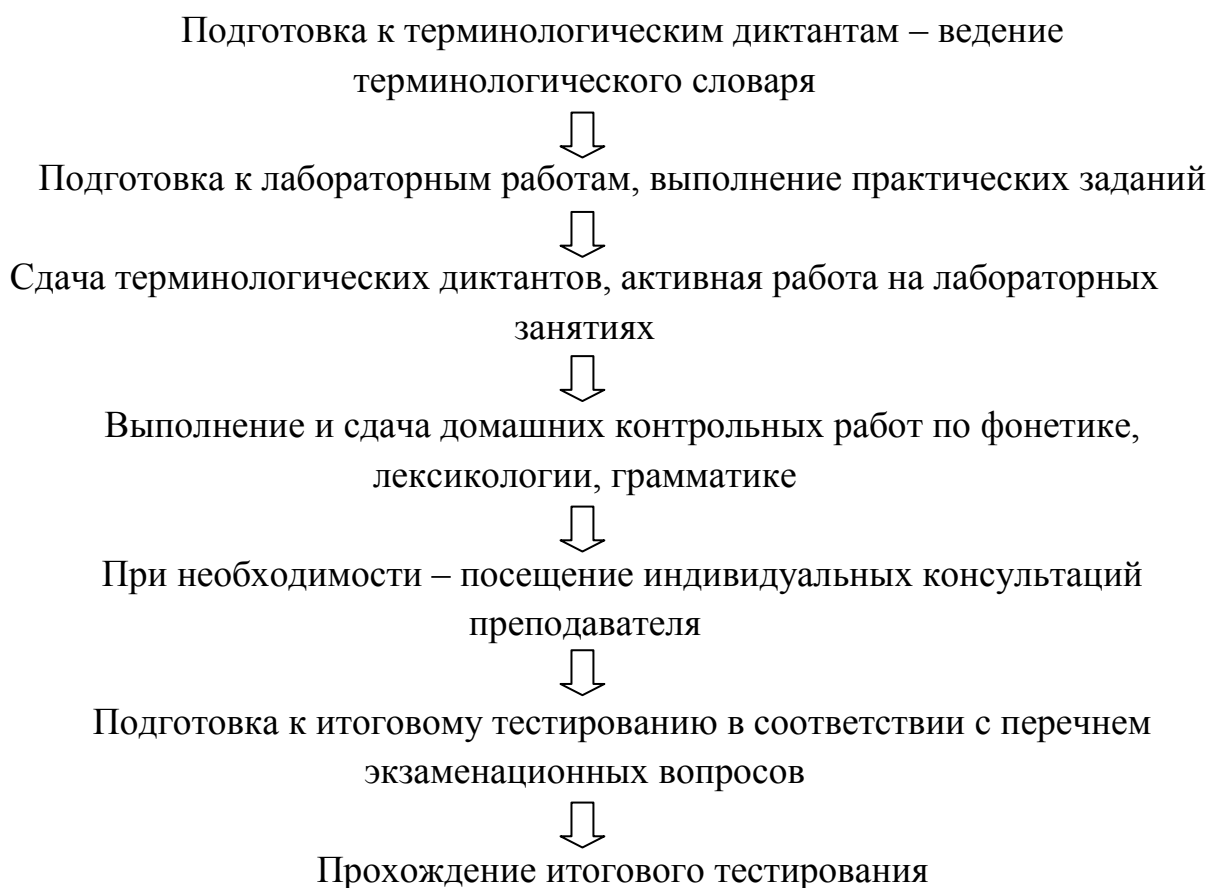 Подготовка к терминологическим диктантам – ведение
терминологического словаря
Подготовка к лабораторным работам, выполнение практических заданий
Сдача терминологических диктантов, активная работа на лабораторных
занятиях
Выполнение и сдача домашних контрольных работ по фонетике,
лексикологии, грамматике
При необходимости – посещение индивидуальных консультаций
преподавателя
Подготовка к итоговому тестированию в соответствии с перечнем
экзаменационных вопросов
Прохождение итогового тестирования